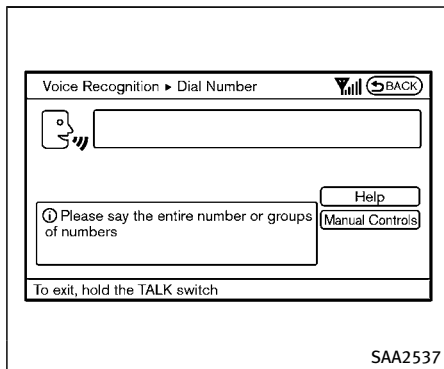 Voice Recognition ▸ Dial Number
BACK
Help
Please say the entire number or groups
of numbers
Manual Controls
To exit, hold the TALK switch
SAA2537